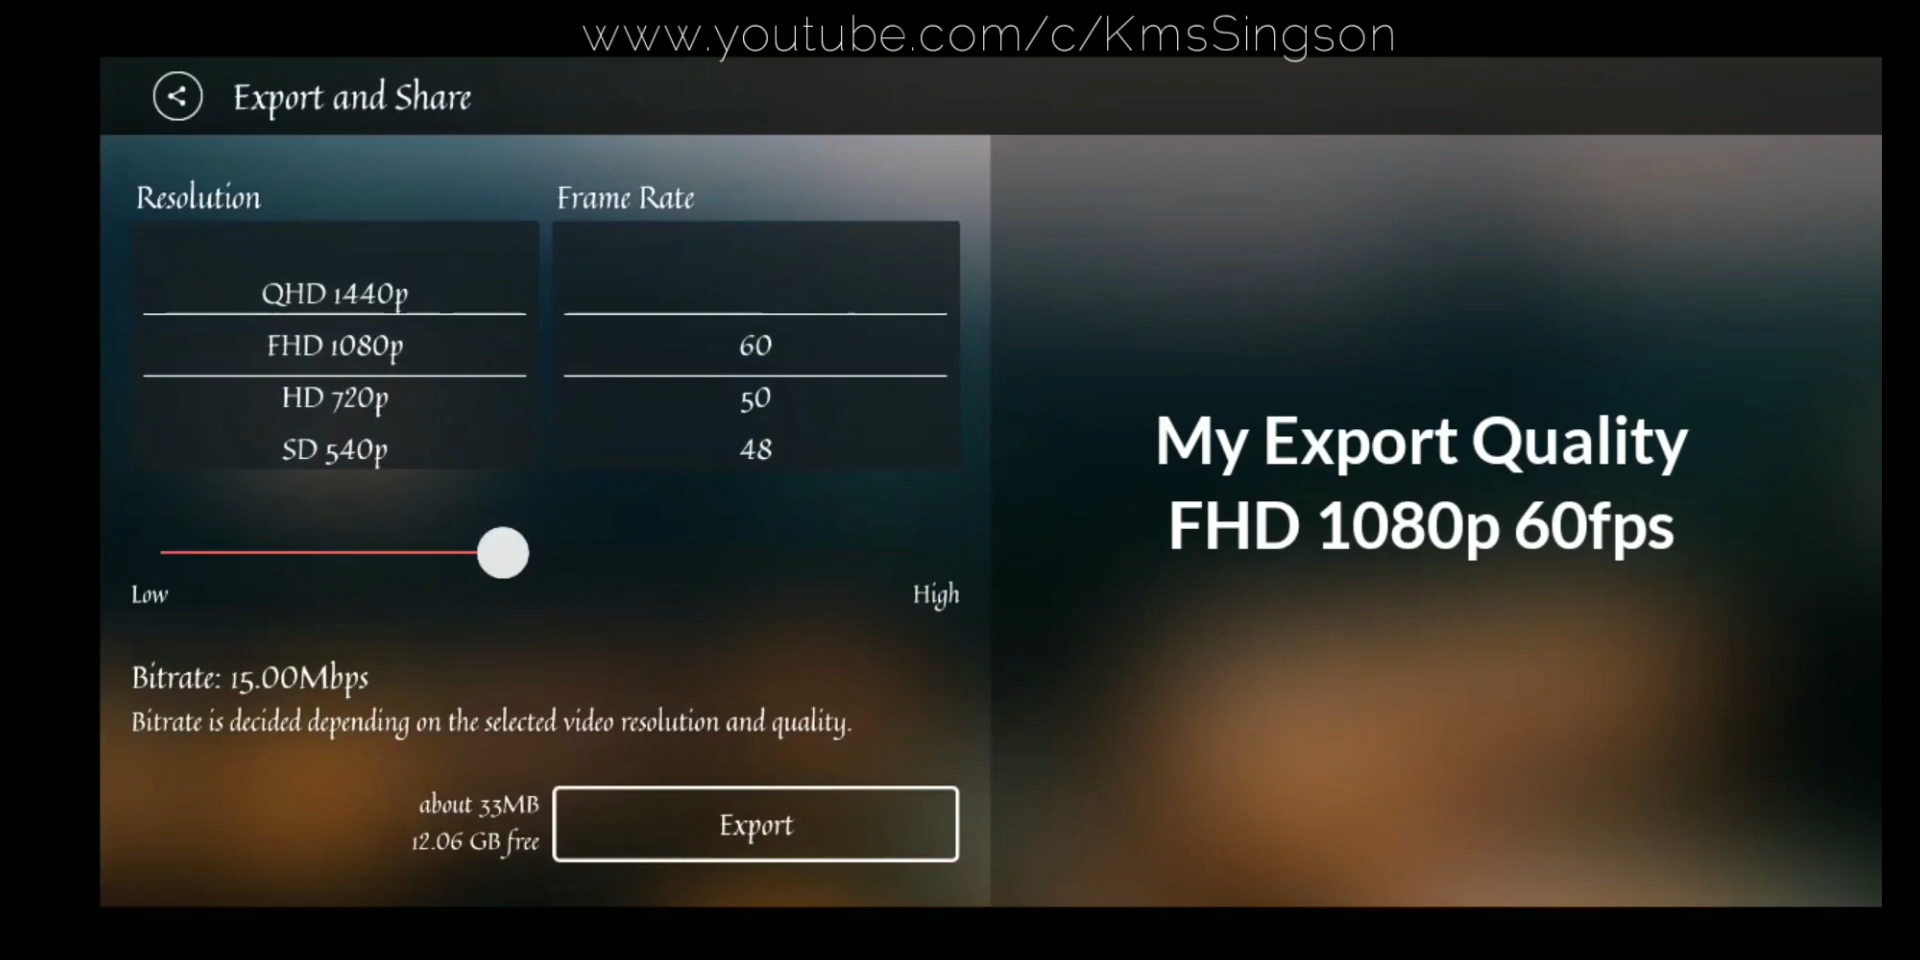 www.youtube.com/c/KmsSingson
Export and Share
Resolution
QHD 1440p
FHD 1080p
HD 720p
SD 540p
Frame Rate
60
50
48
Low
High
Bitrate: 15.00Mbps
Bitrate is decided depending on the selected video resolution and quality.
about 33MB
12.06 GB free
Export
My Export Quality
FHD 1080p 60fps